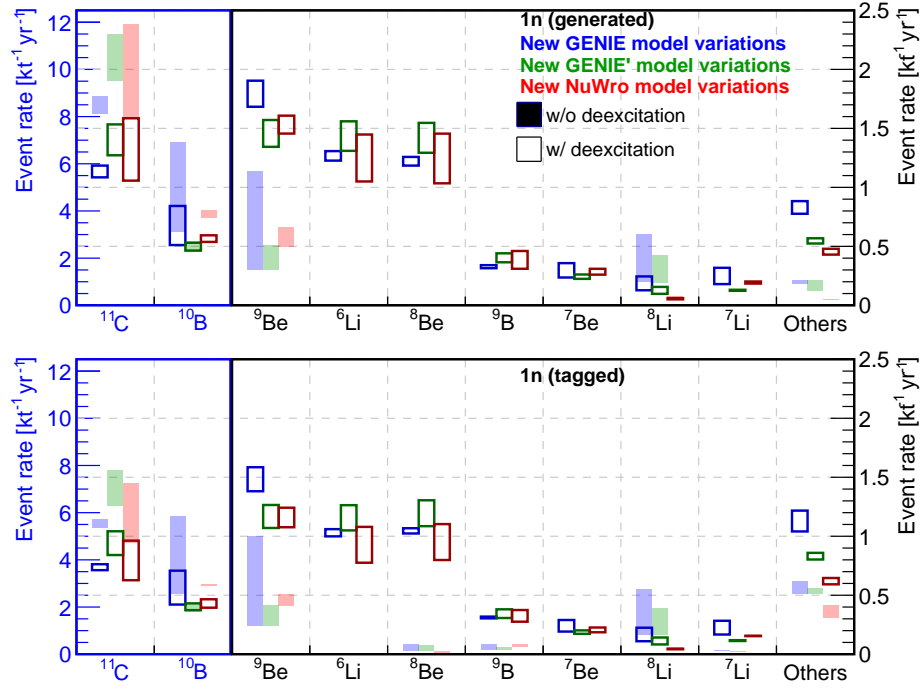 1n (generated)
New GENIE model variations
New GENIE' model variations
New NuWro model variations
w/o deexcitation
w/ deexcitation
Event rate [kt⁻¹ yr⁻¹]
12
10
8
6
4
2
0
Event rate [kt⁻¹ yr⁻¹]
2.5
2
1.5
1
0.5
0
¹¹C ¹⁰B ⁹Be ⁶Li ⁸Be ⁹B ⁷Be ⁸Li ⁷Li Others
1n (tagged)
Event rate [kt⁻¹ yr⁻¹]
12
10
8
6
4
2
0
Event rate [kt⁻¹ yr⁻¹]
2.5
2
1.5
1
0.5
0
¹¹C ¹⁰B ⁹Be ⁶Li ⁸Be ⁹B ⁷Be ⁸Li ⁷Li Others